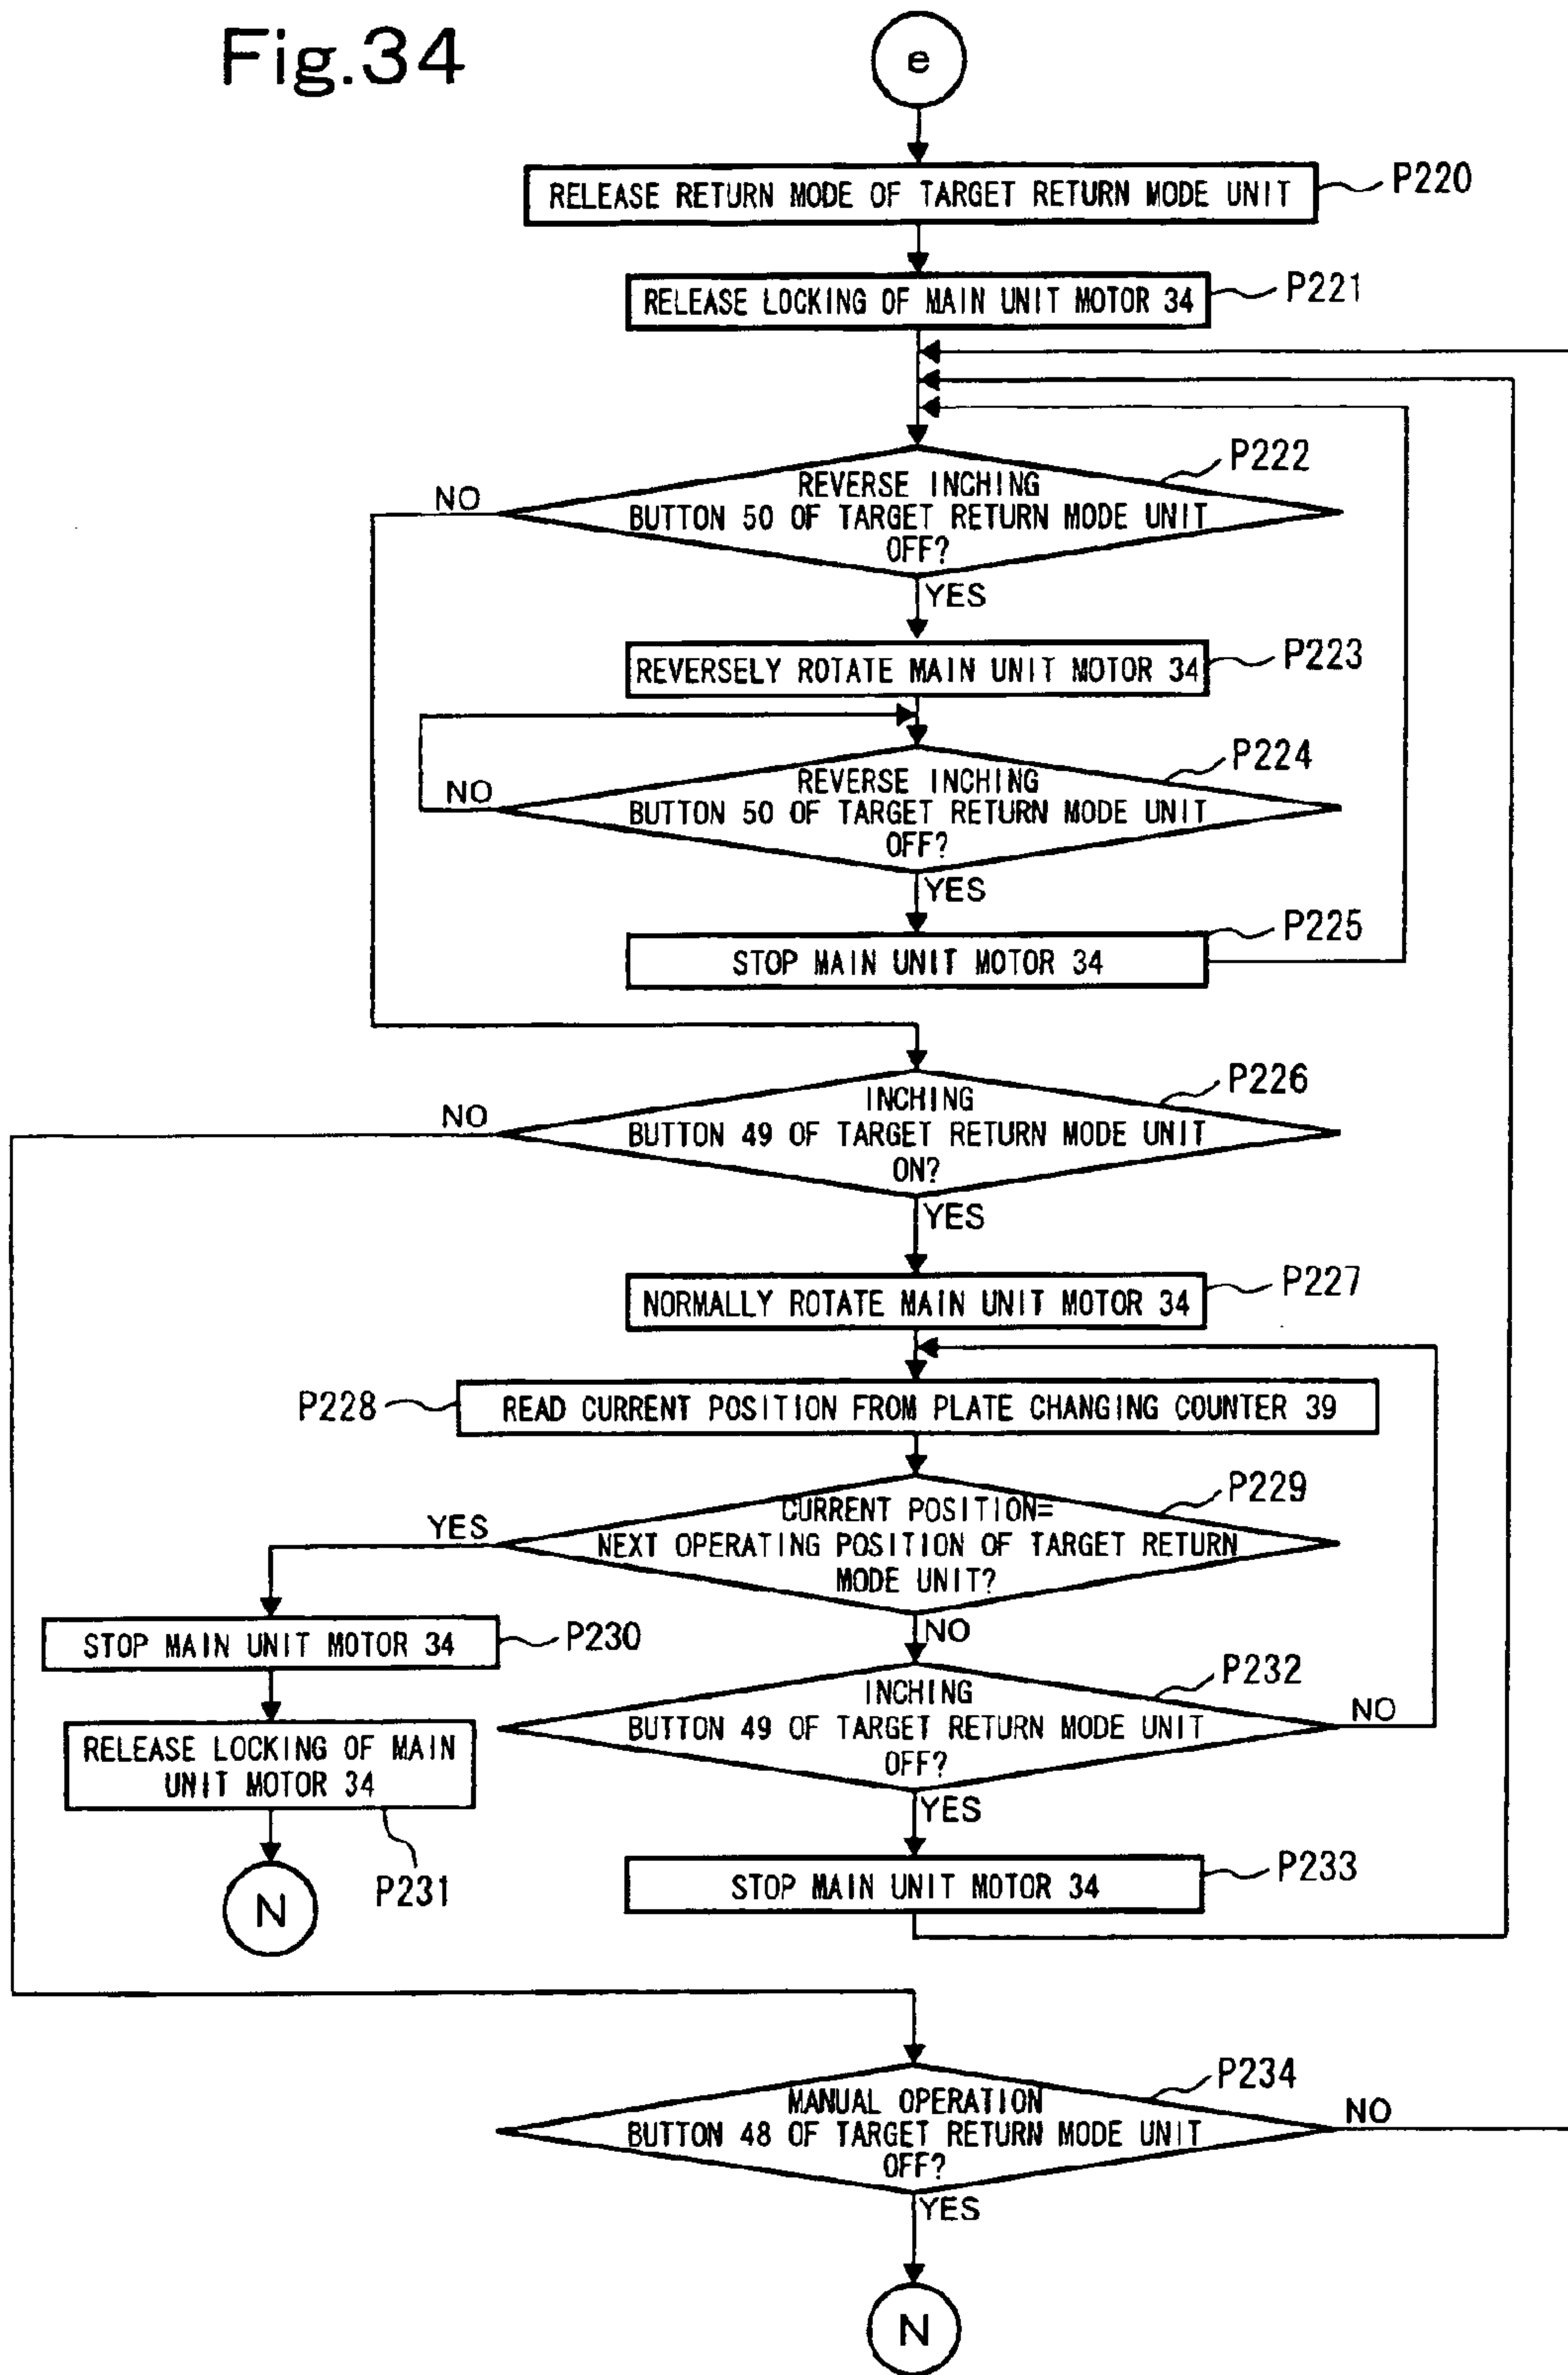 Fig.34
e
RELEASE RETURN MODE OF TARGET RETURN MODE UNIT
P220
RELEASE LOCKING OF MAIN UNIT MOTOR 34
P221
P222
NO
REVERSE INCHING
BUTTON 50 OF TARGET RETURN MODE UNIT
OFF?
YES
REVERSELY ROTATE MAIN UNIT MOTOR 34
P223
P224
NO
REVERSE INCHING
BUTTON 50 OF TARGET RETURN MODE UNIT
OFF?
YES
P225
STOP MAIN UNIT MOTOR 34
P226
NO
INCHING
BUTTON 49 OF TARGET RETURN MODE UNIT
ON?
YES
P227
NORMALLY ROTATE MAIN UNIT MOTOR 34
P228
READ CURRENT POSITION FROM PLATE CHANGING COUNTER 39
P229
YES
CURRENT POSITION=
NEXT OPERATING POSITION OF TARGET RETURN
MODE UNIT?
NO
STOP MAIN UNIT MOTOR 34
P230
RELEASE LOCKING OF MAIN
UNIT MOTOR 34
P231
N
P232
INCHING
BUTTON 49 OF TARGET RETURN MODE UNIT
OFF?
NO
YES
STOP MAIN UNIT MOTOR 34
P233
P234
MANUAL OPERATION
BUTTON 48 OF TARGET RETURN MODE UNIT
OFF?
NO
YES
N